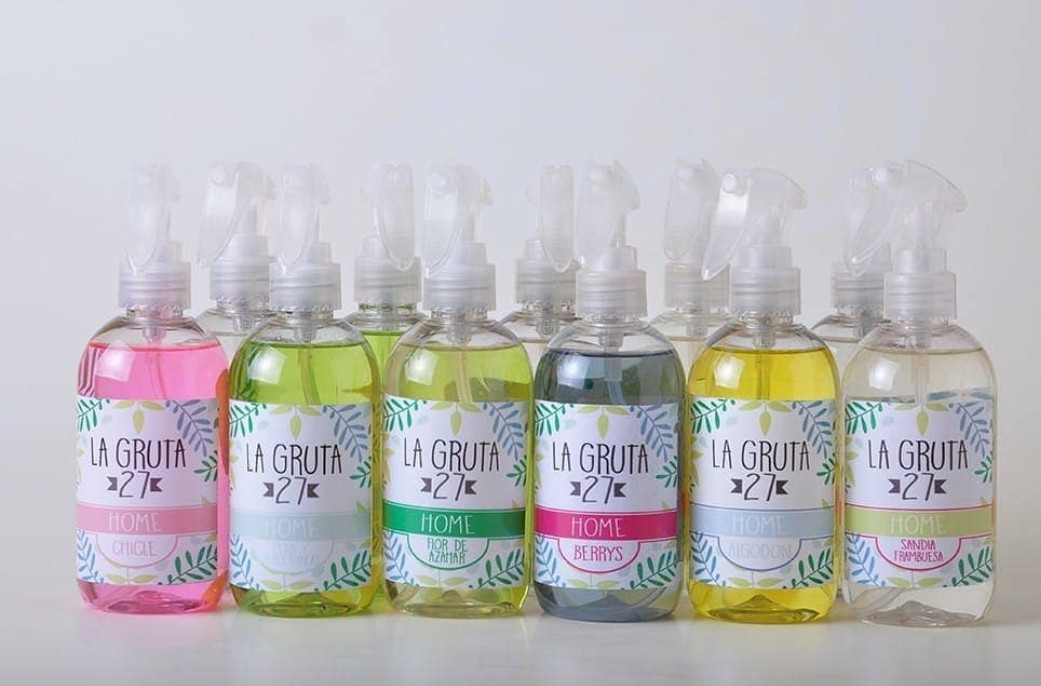 LA GRUTA
27
HOME
CHICLE
LA GRUTA
27
HOME
LA GRUTA
27
HOME
FLOR DE
AZAHAR
LA GRUTA
27
HOME
BERRYS
LA GRUTA
27
HOME
ALGODON
LA GRUTA
27
HOME
SANDIA
FRAMBUESA